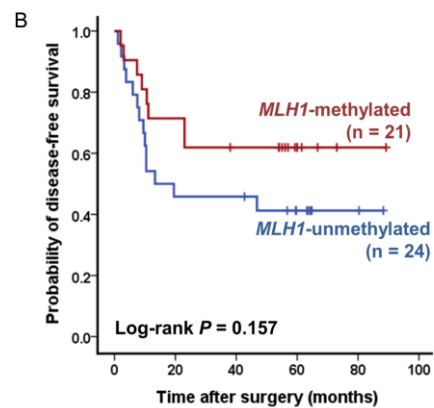 B
Probability of disease-free survival
1.0
0.8
0.6
0.4
0.2
0.0
MLH1-methylated
(n = 21)
MLH1-unmethylated
(n = 24)
Log-rank P = 0.157
0 20 40 60 80 100
Time after surgery (months)